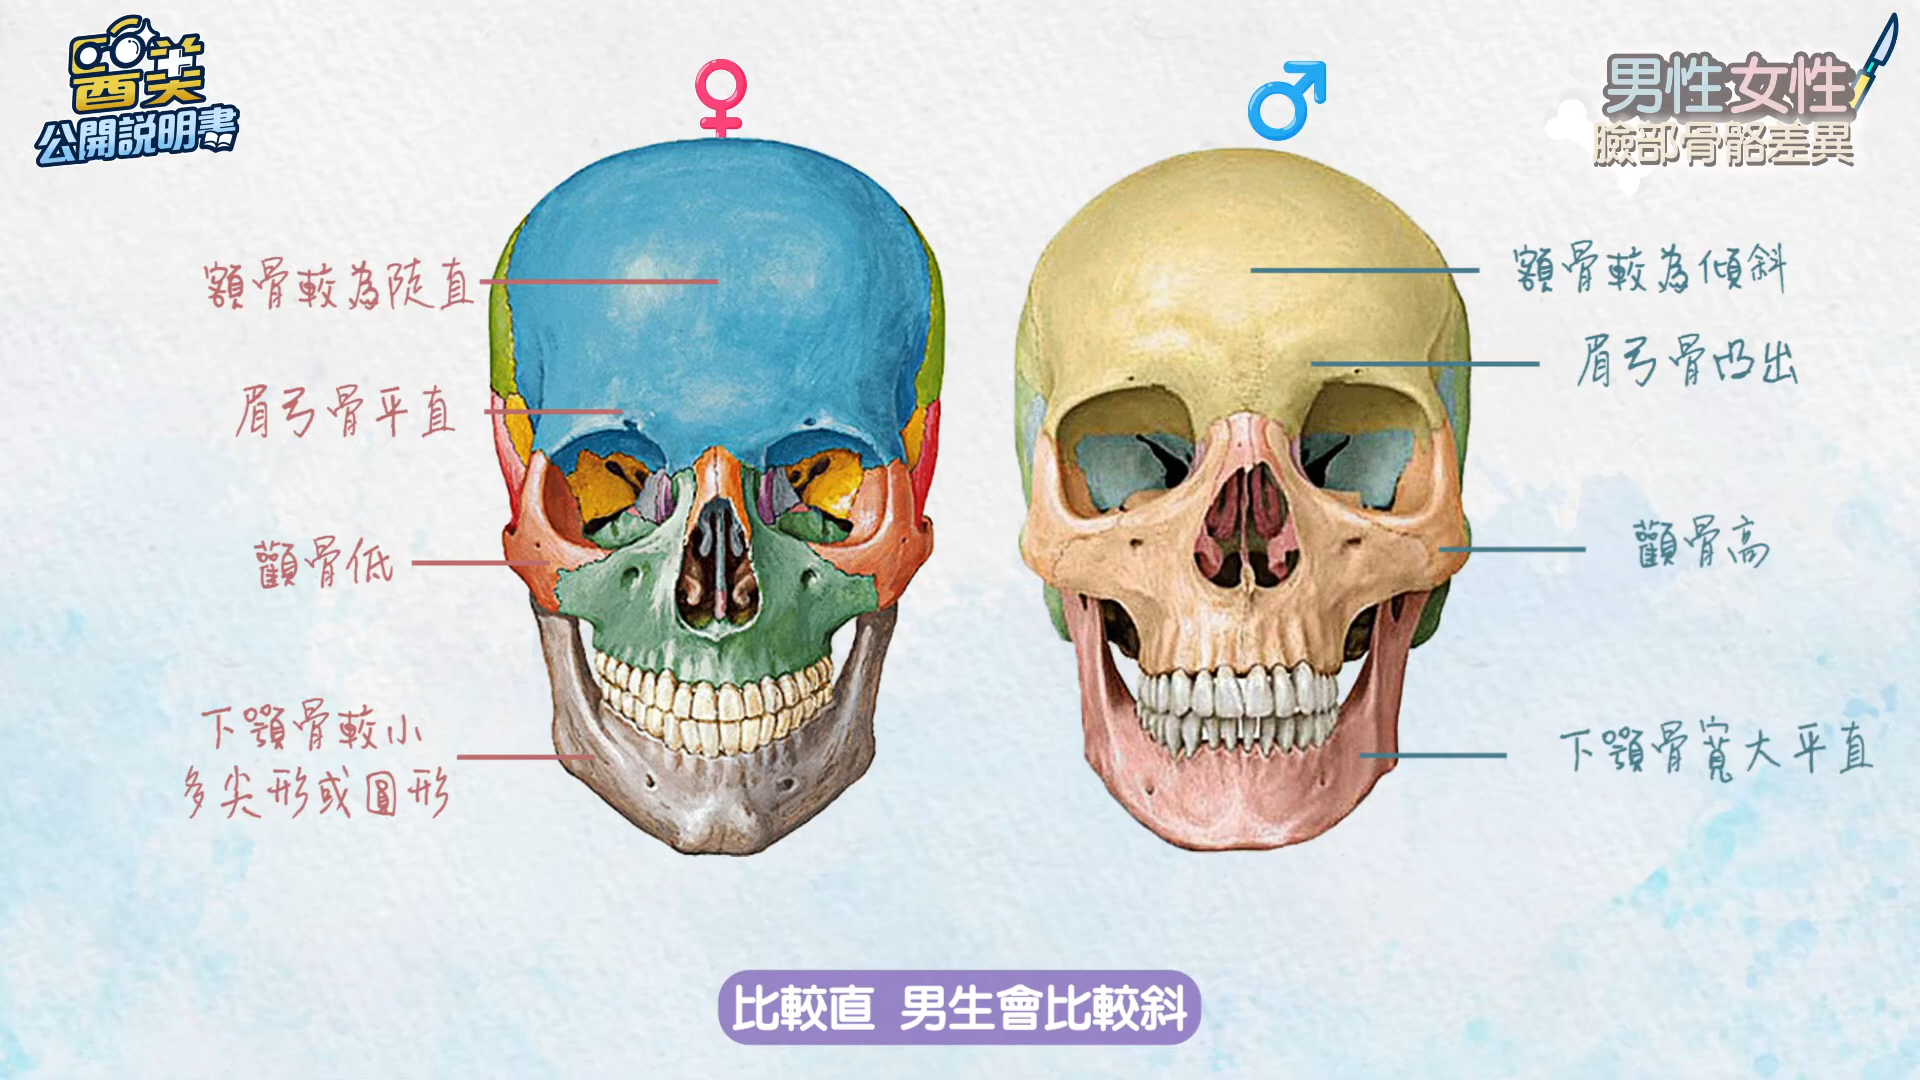 醫美
公開說明書
男性女性
臉部骨骼差異
額骨較為陡直
眉弓骨平直
顴骨低
下顎骨較小
多尖形或圓形
額骨較為傾斜
眉弓骨凸出
顴骨高
下顎骨寬大平直
比較直 男生會比較斜